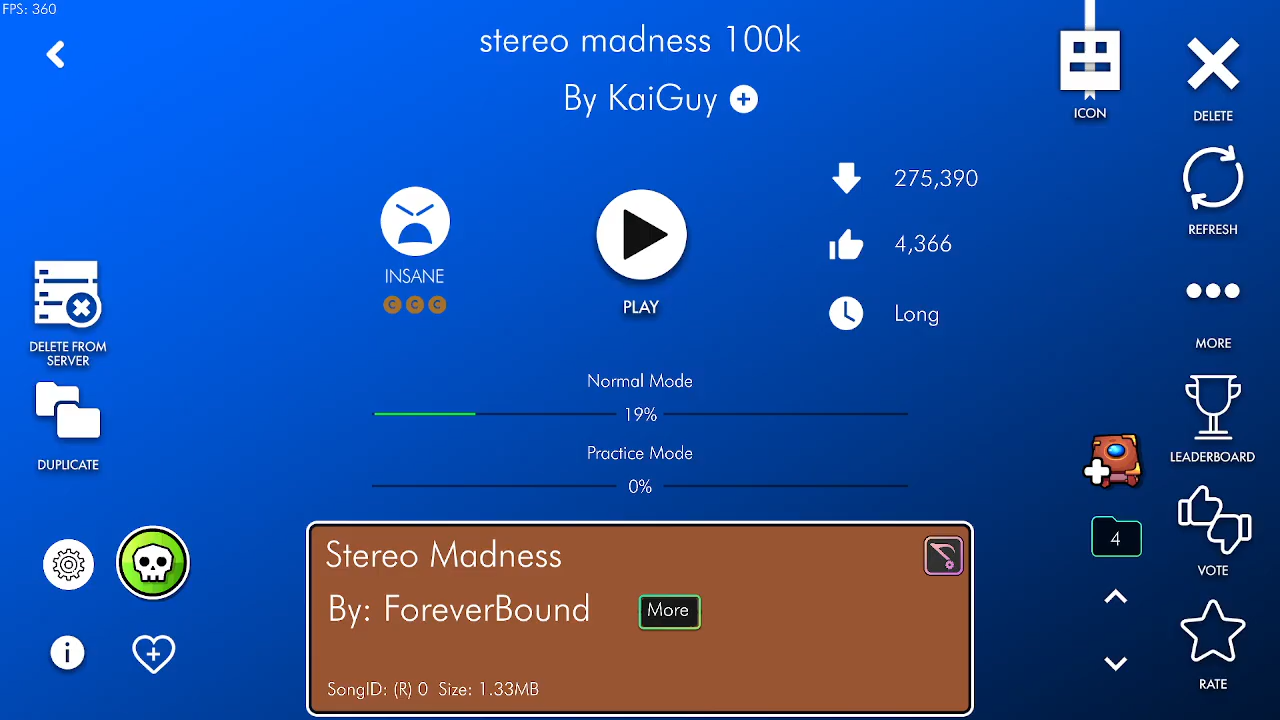 FPS: 360
stereo madness 100k
By KaiGuy
ICON
DELETE
275,390
REFRESH
4,366
INSANE
C C C
PLAY
Long
MORE
DELETE FROM
SERVER
Normal Mode
19%
Practice Mode
0%
DUPLICATE
LEADERBOARD
4
Stereo Madness
By: ForeverBound
More
VOTE
SongID: (R) 0 Size: 1.33MB
RATE